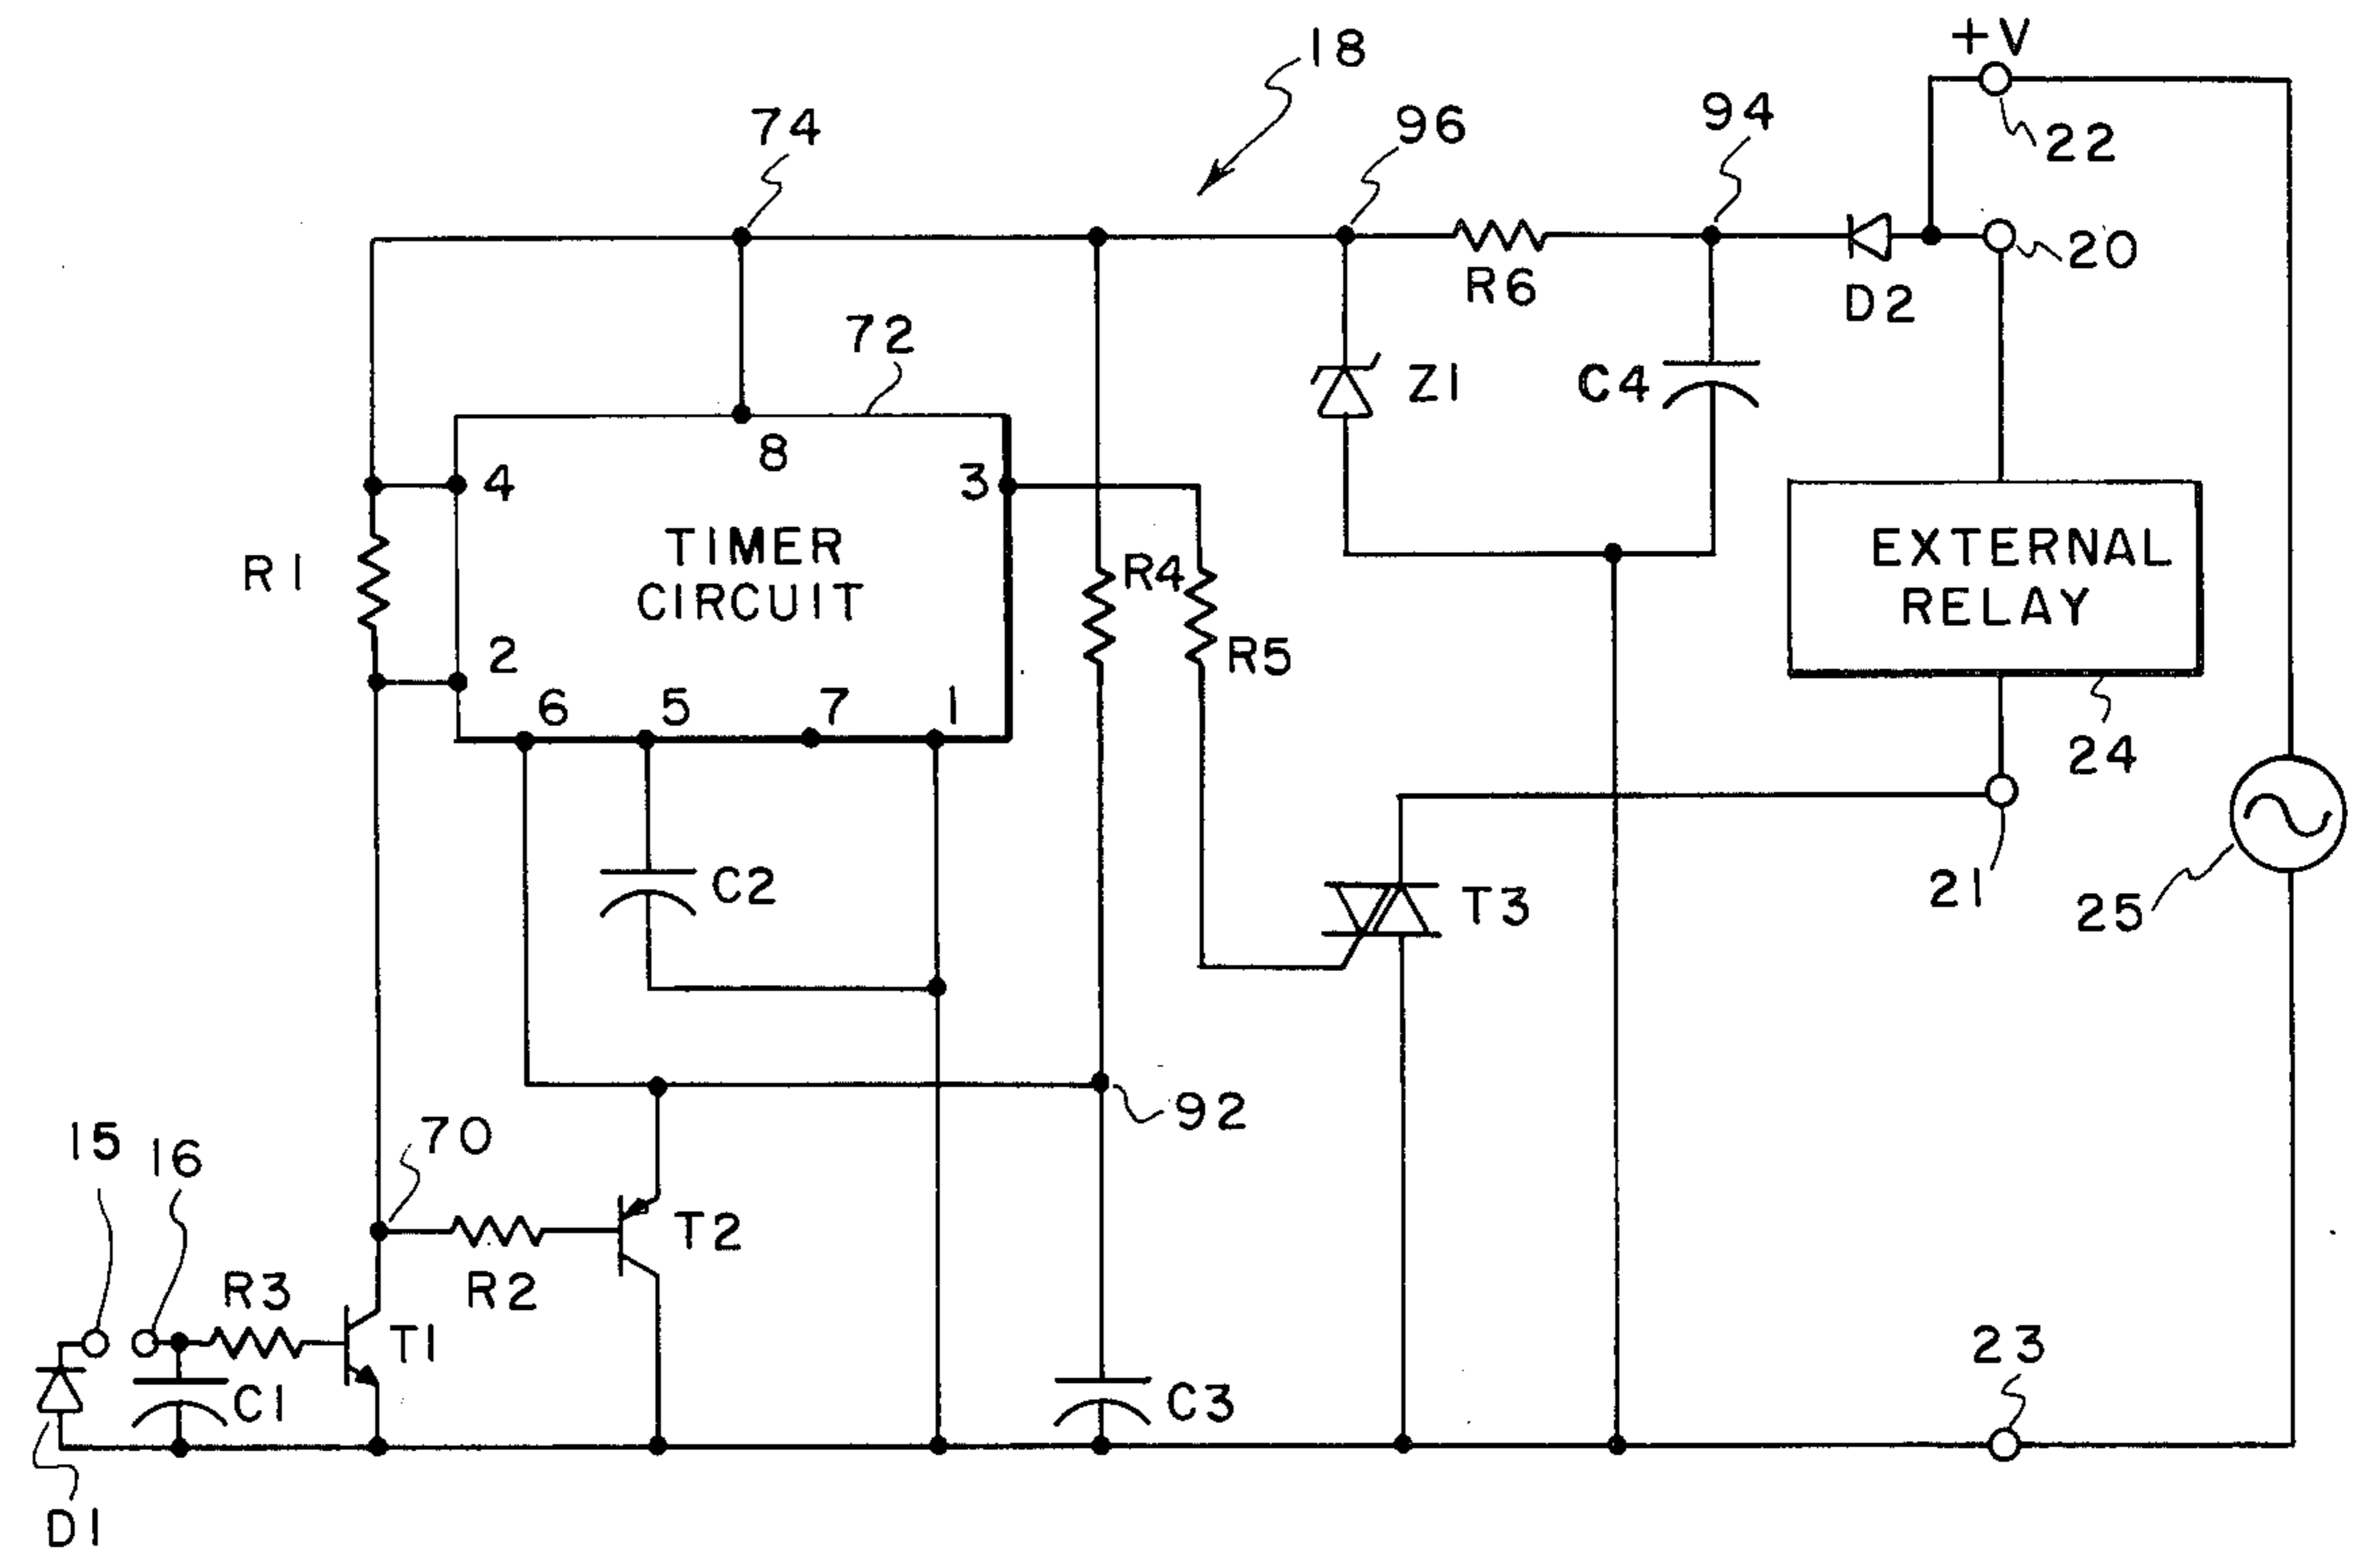 +V
18
22
74
96
94
20
R6
D2
72
Z1
C4
8
4
3
TIMER
CIRCUIT
R1
R4
EXTERNAL
RELAY
2
R5
6
5
7
1
24
C2
T3
21
25
92
15
16
70
T2
R3
R2
T1
23
C1
C3
D1